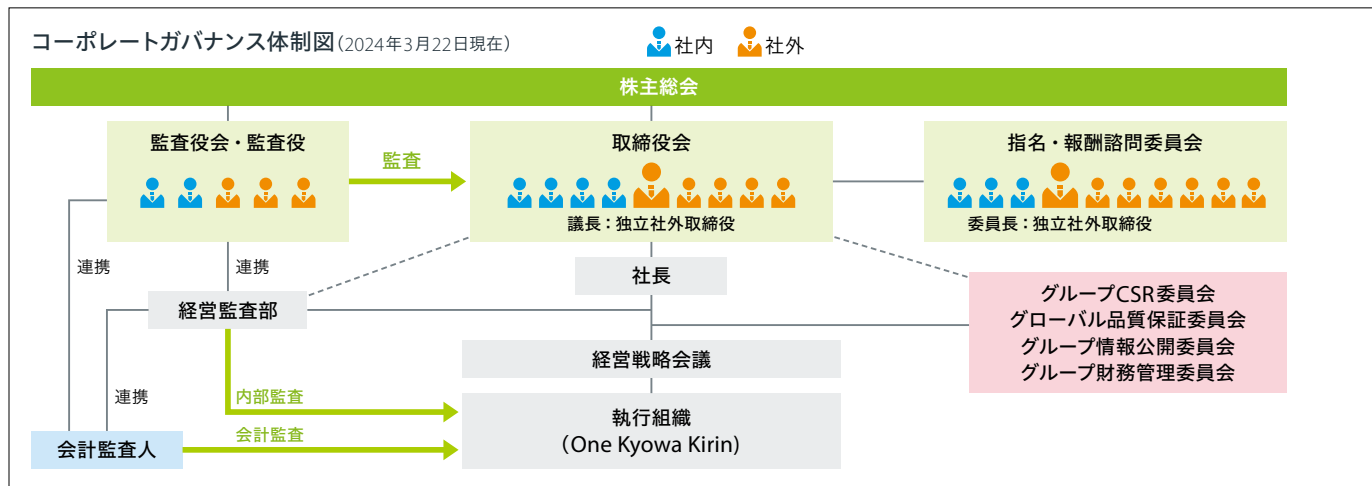 コーポレートガバナンス体制図(2024年3月22日現在)
社内
社外
株主総会
監査役会・監査役
監査
取締役会
議長：独立社外取締役
指名・報酬諮問委員会
委員長：独立社外取締役
連携
連携
社長
経営監査部
グループCSR委員会
グローバル品質保証委員会
グループ情報公開委員会
グループ財務管理委員会
経営戦略会議
連携
内部監査
執行組織
(One Kyowa Kirin)
会計監査
会計監査人